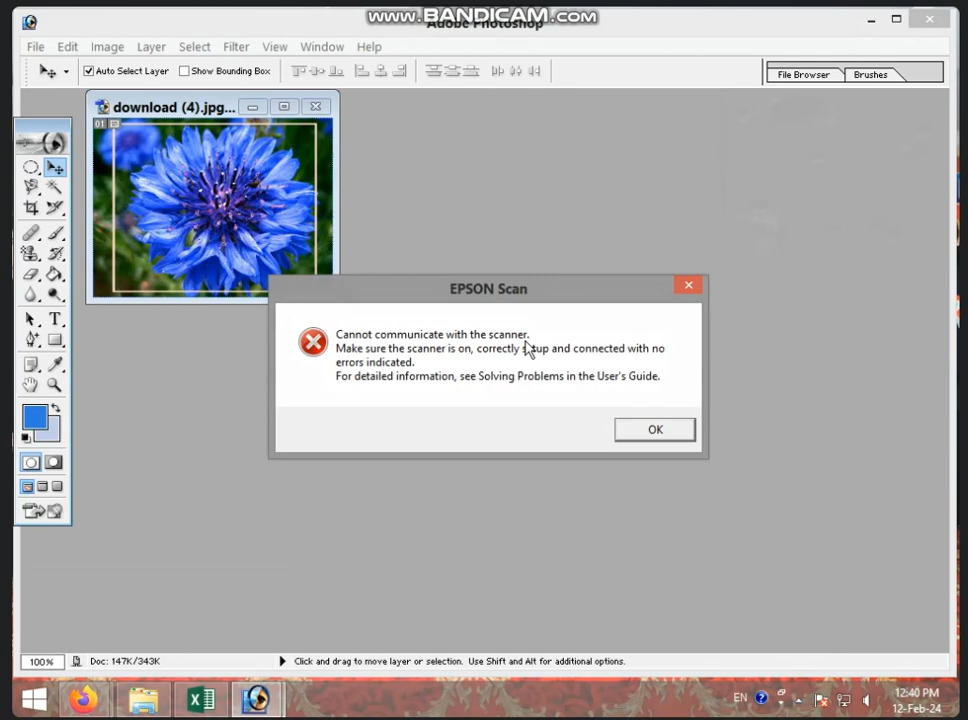 WWW.BANDICAM.COM
Adobe Photoshop
File Edit Image Layer Select Filter View Window Help
Auto Select Layer Show Bounding Box File Browser Brushes
download (4).jpg...
01
EPSON Scan
Cannot communicate with the scanner.
Make sure the scanner is on, correctly setup and connected with no
errors indicated.
For detailed information, see Solving Problems in the User's Guide.
OK
100% Doc: 147K/343K Click and drag to move layer or selection. Use Shift and Alt for additional options.
EN 12:40 PM
12-Feb-24